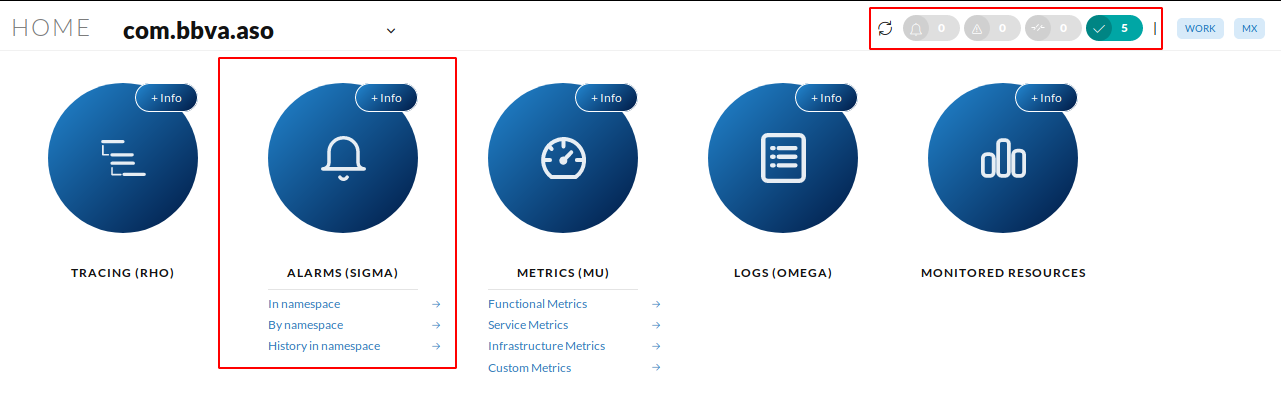 HOME com.bbva.aso 0 0 0 5 WORK MX
+ Info + Info + Info + Info + Info
TRACING (RHO) ALARMS (SIGMA) METRICS (MU) LOGS (OMEGA) MONITORED RESOURCES
In namespace → Functional Metrics →
By namespace → Service Metrics →
History in namespace → Infrastructure Metrics →
Custom Metrics →